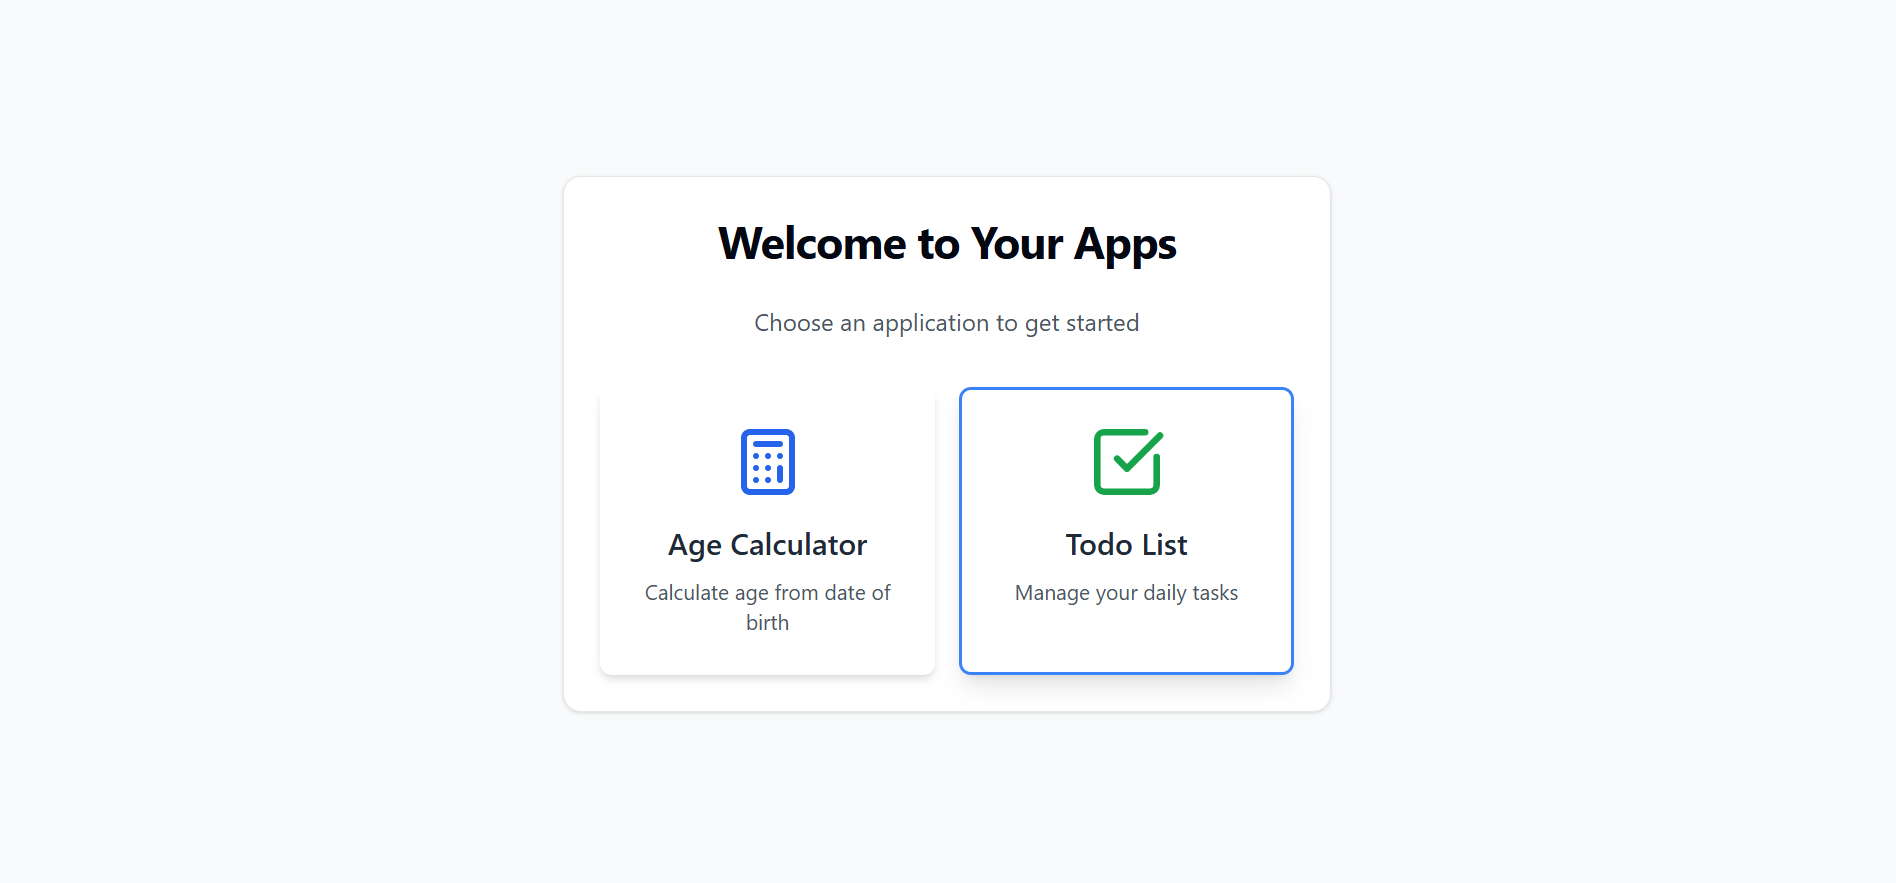 Welcome to Your Apps
Choose an application to get started
Age Calculator
Calculate age from date of
birth
Todo List
Manage your daily tasks